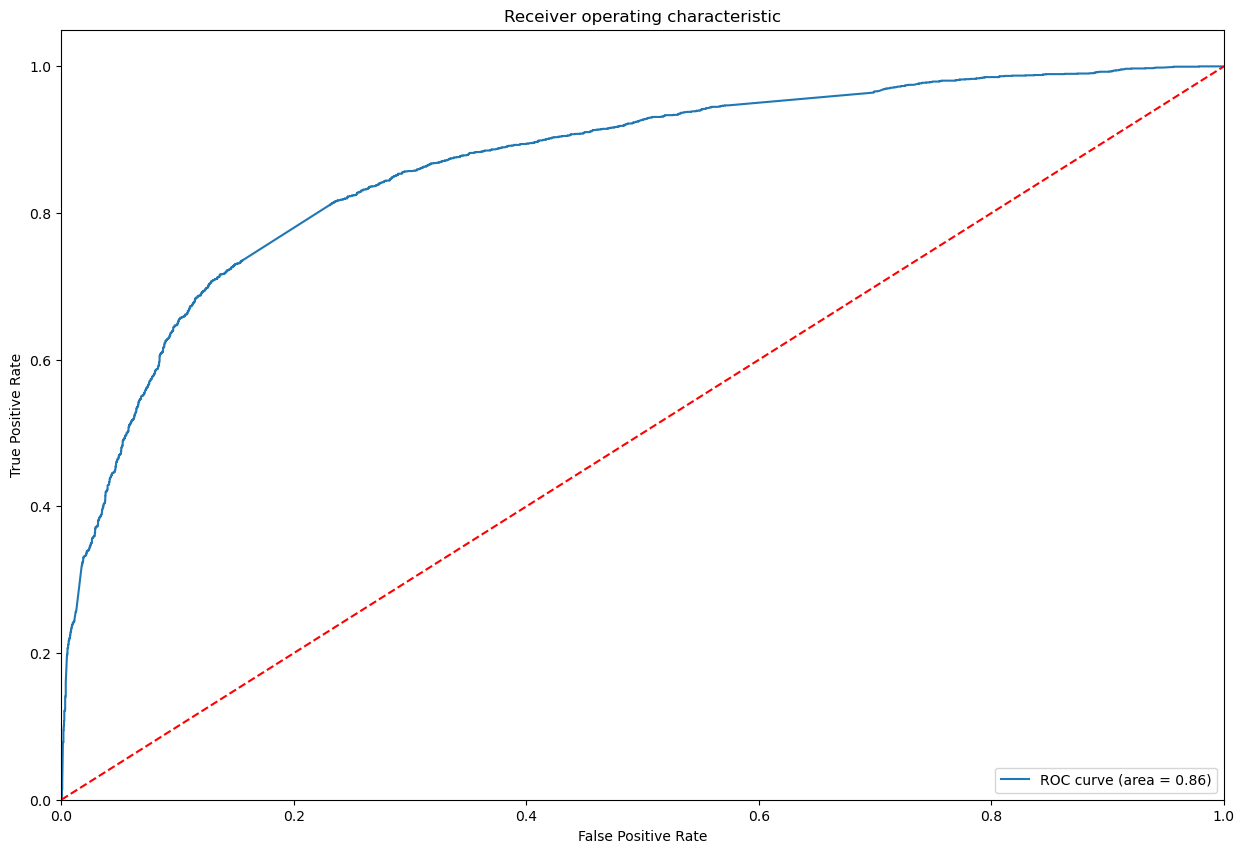 Receiver operating characteristic
1.0
0.8
0.6
0.4
0.2
0.0
True Positive Rate
ROC curve (area = 0.86)
0.0 0.2 0.4 0.6 0.8 1.0
False Positive Rate